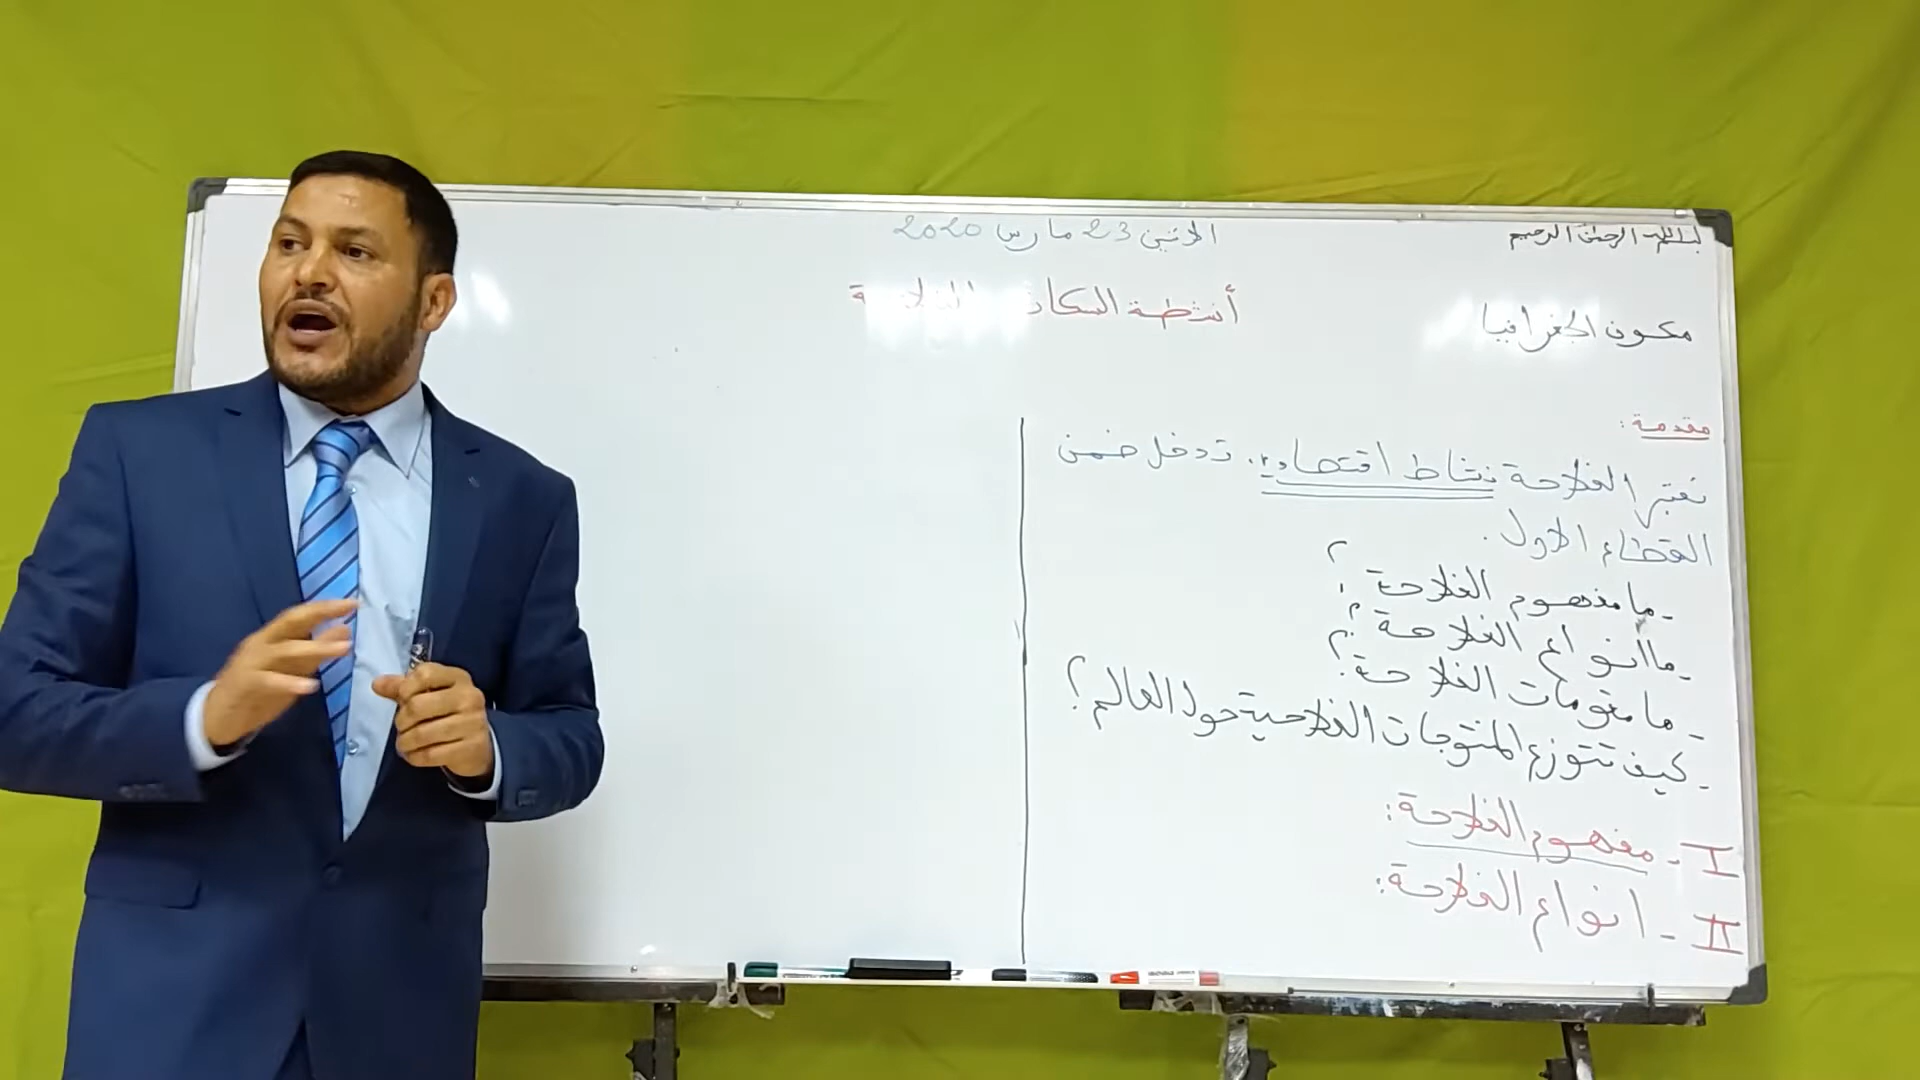 بسم الله الرحمن الرحيم
الاثنين 23 مارس 2020
مكون الجغرافيا
أنشطة السكان: الفلاحة
مقدمة:
تعتبر الفلاحة نشاط اقتصادي. تدخل ضمن
القطاع الاول.
- ما مفهوم الفلاحة؟
- ما انواع الفلاحة؟
- ما مقومات الفلاحة؟
- كيف تتوزع المنتوجات الفلاحية حول العالم؟
I - مفهوم الفلاحة:
II - انواع الفلاحة: